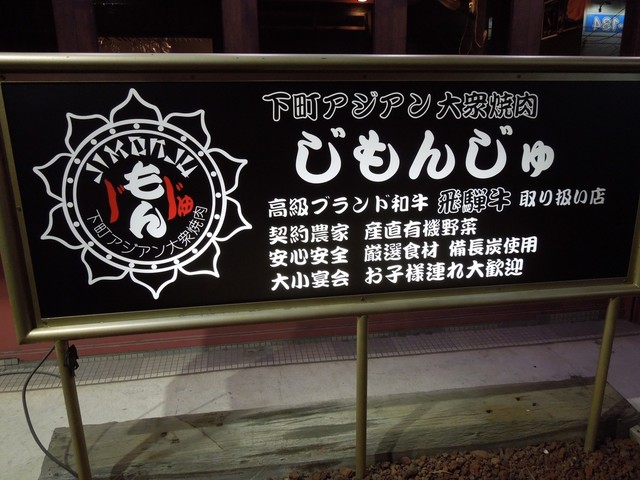 JIMONJU
じもんじゅ
下町アジアン大衆焼肉
下町アジアン大衆焼肉
じもんじゅ
高級ブランド和牛 飛騨牛 取り扱い店
契約農家 産直有機野菜
安心安全 厳選食材 備長炭使用
大小宴会 お子様連れ大歓迎